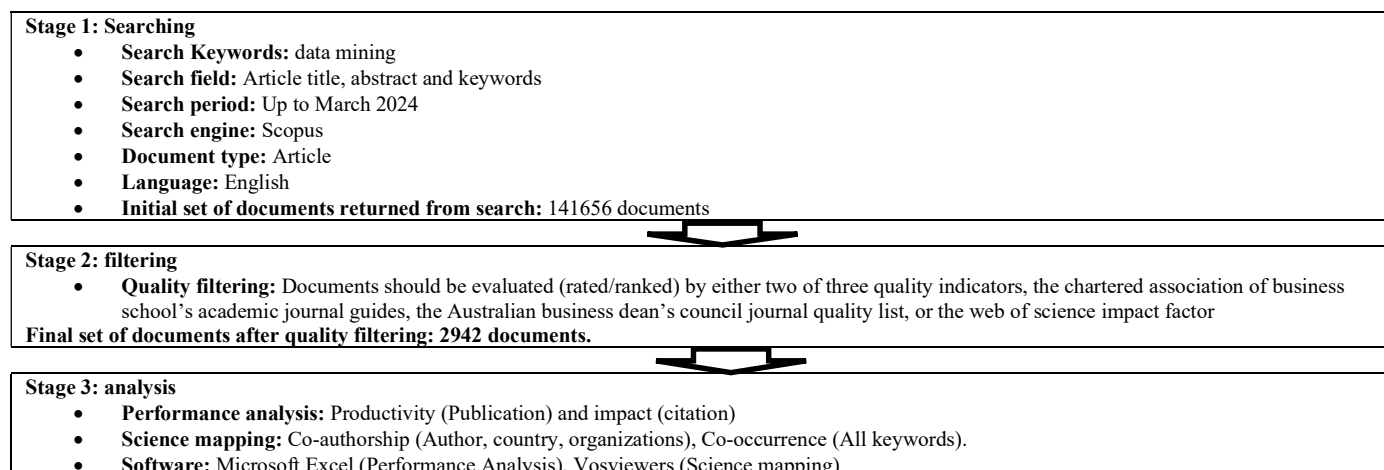 Stage 1: Searching
• Search Keywords: data mining
• Search field: Article title, abstract and keywords
• Search period: Up to March 2024
• Search engine: Scopus
• Document type: Article
• Language: English
• Initial set of documents returned from search: 141656 documents
Stage 2: filtering
• Quality filtering: Documents should be evaluated (rated/ranked) by either two of three quality indicators, the chartered association of business
school's academic journal guides, the Australian business dean's council journal quality list, or the web of science impact factor
Final set of documents after quality filtering: 2942 documents.
Stage 3: analysis
• Performance analysis: Productivity (Publication) and impact (citation)
• Science mapping: Co-authorship (Author, country, organizations), Co-occurrence (All keywords).
• Software: Microsoft Excel (Performance Analysis), Vosviewers (Science mapping)